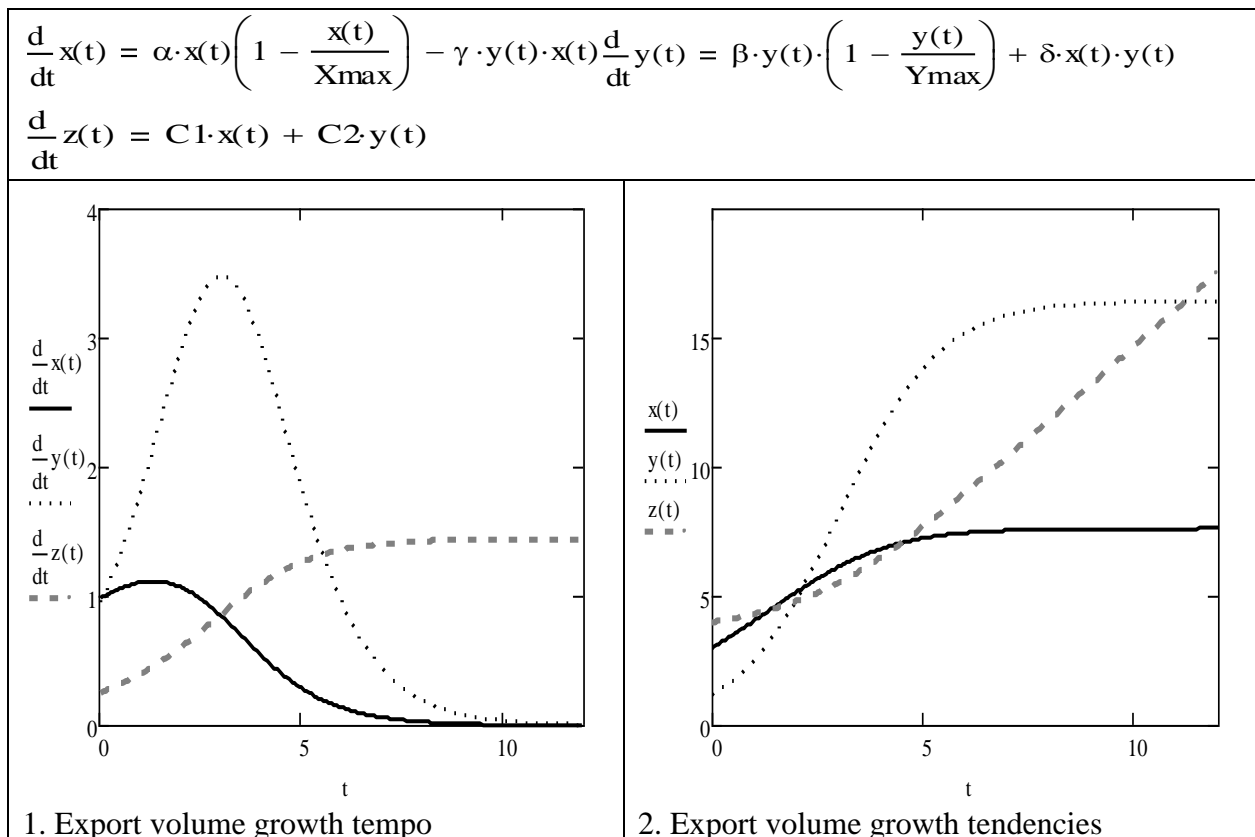 d/dt x(t) = α·x(t)(1 − x(t)/Xmax) − γ·y(t)·x(t) d/dt y(t) = β·y(t)·(1 − y(t)/Ymax) + δ·x(t)·y(t)
d/dt z(t) = C1·x(t) + C2·y(t)
4
3
2
1
0
d/dt x(t)
d/dt y(t)
d/dt z(t)
0 5 10
t
1. Export volume growth tempo
15
10
5
0
x(t)
y(t)
z(t)
0 5 10
t
2. Export volume growth tendencies